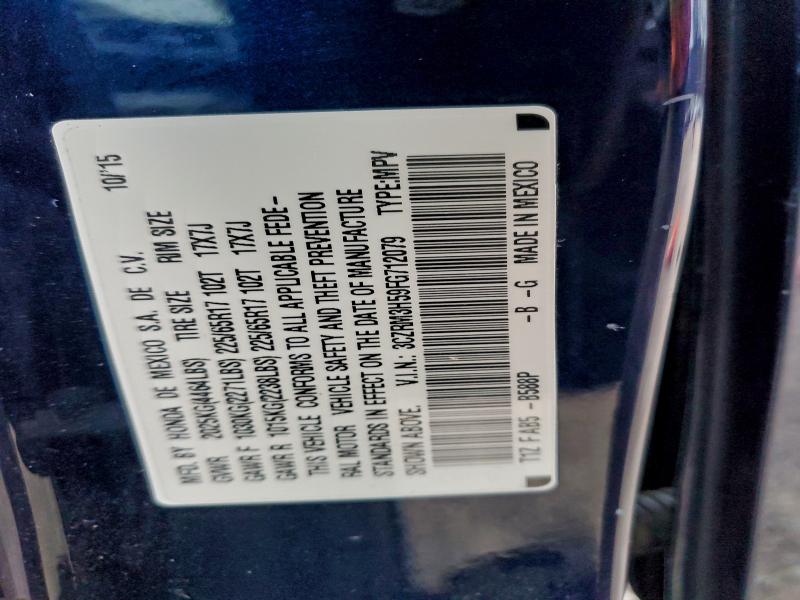 MFD. BY HONDA DE MEXICO S.A. DE C.V. 10/'15
TIRE SIZE RIM SIZE
GVWR 2025KG(4464LBS)
GAWR F 1030KG(2271LBS) 225/65R17 102T 17X7J
GAWR R 1015KG(2238LBS) 225/65R17 102T 17X7J
THIS VEHICLE CONFORMS TO ALL APPLICABLE FEDE-
RAL MOTOR VEHICLE SAFETY AND THEFT PREVENTION
STANDARDS IN EFFECT ON THE DATE OF MANUFACTURE
SHOWN ABOVE. V.I.N.: 3CZRM3H59FG712079 TYPE:MPV
T1Z FAB5 -B588P -B -G MADE IN MEXICO